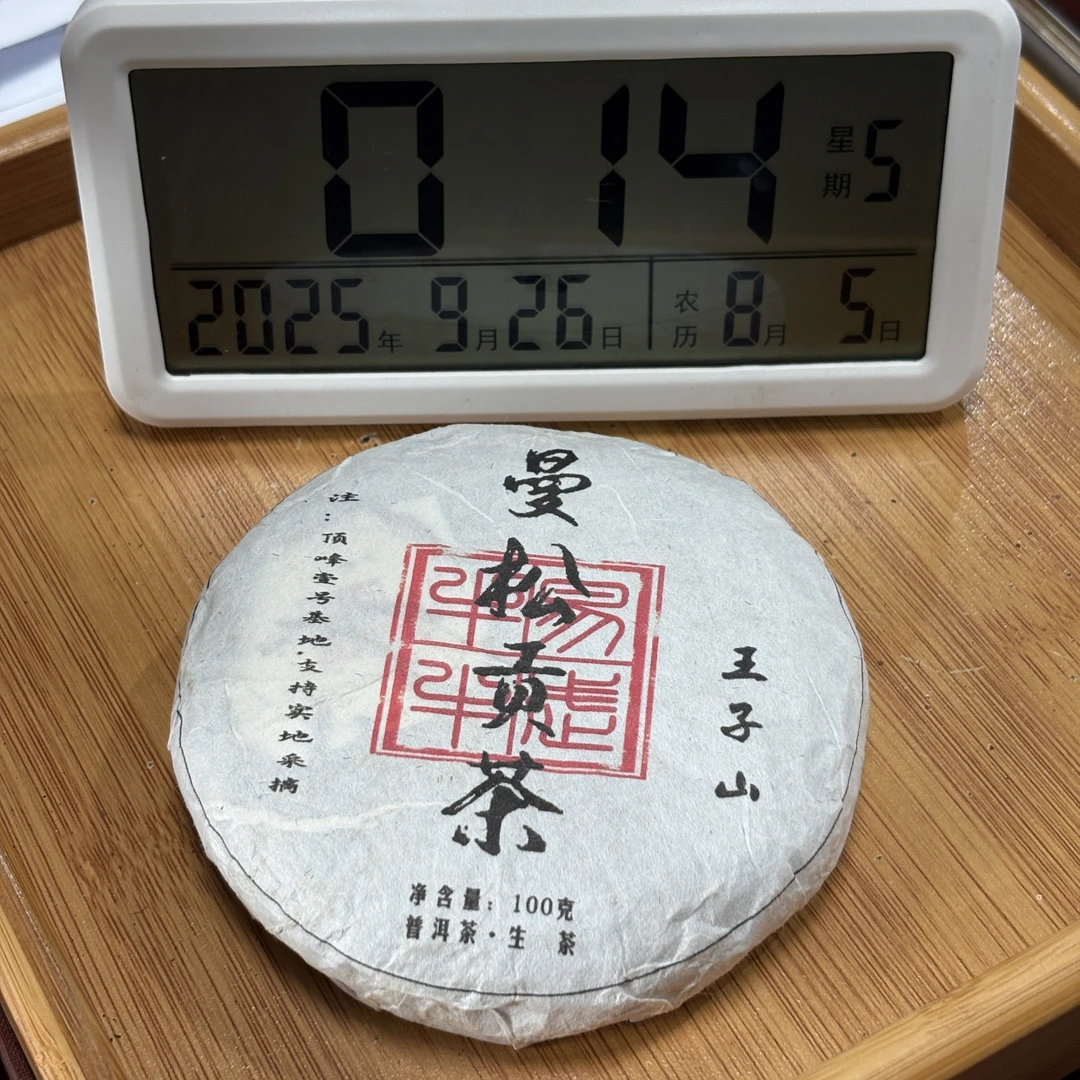 0 14 星期 5
2025年 9月26日 农历 8月 5日
曼松贡茶
王子山
注：顶峰壹号基地·支持实地采摘
净含量：100克
普洱茶·生 茶